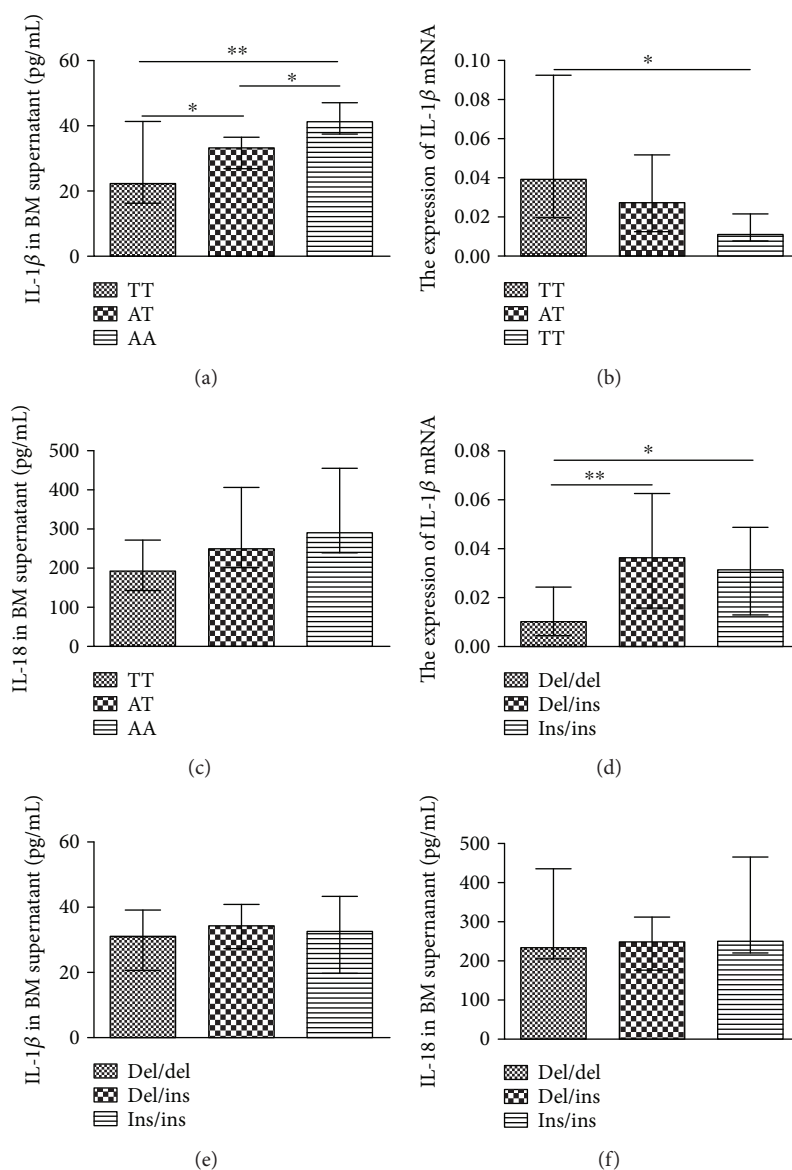 IL-1β in BM supernatant (pg/mL)
60
40
20
0
**
*
*
TT
AT
AA
(a)
The expression of IL-1β mRNA
0.10
0.08
0.06
0.04
0.02
0.00
*
TT
AT
TT
(b)
IL-18 in BM supernatant (pg/mL)
500
400
300
200
100
0
TT
AT
AA
(c)
The expression of IL-1β mRNA
0.08
0.06
0.04
0.02
0.00
*
**
Del/del
Del/ins
Ins/ins
(d)
IL-1β in BM supernatant (pg/mL)
60
40
20
0
Del/del
Del/ins
Ins/ins
(e)
IL-18 in BM supernanant (pg/mL)
500
400
300
200
100
0
Del/del
Del/ins
Ins/ins
(f)